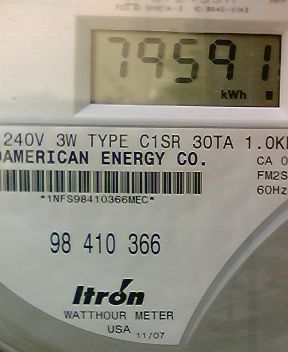 79591
kWh
240V 3W TYPE C1SR 30TA 1.0K
AMERICAN ENERGY CO.
CA 0
FM2S
60Hz
*1NFS98410366MEC*
98 410 366
Itron
WATTHOUR METER
USA 11/07